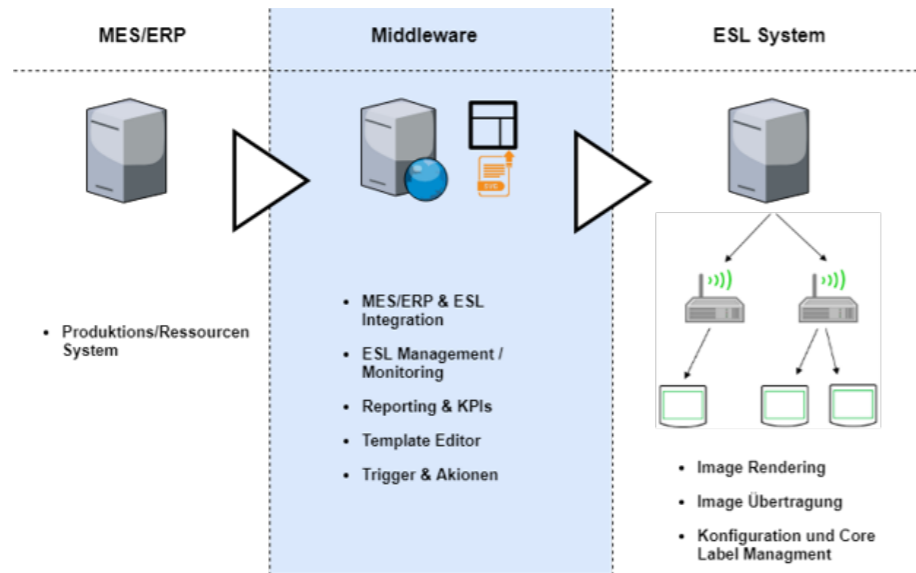 MES/ERP
Middleware
ESL System
• Produktions/Ressourcen
System
• MES/ERP & ESL
Integration
• ESL Management /
Monitoring
• Reporting & KPIs
• Template Editor
• Trigger & Akionen
• Image Rendering
• Image Übertragung
• Konfiguration und Core
Label Managment